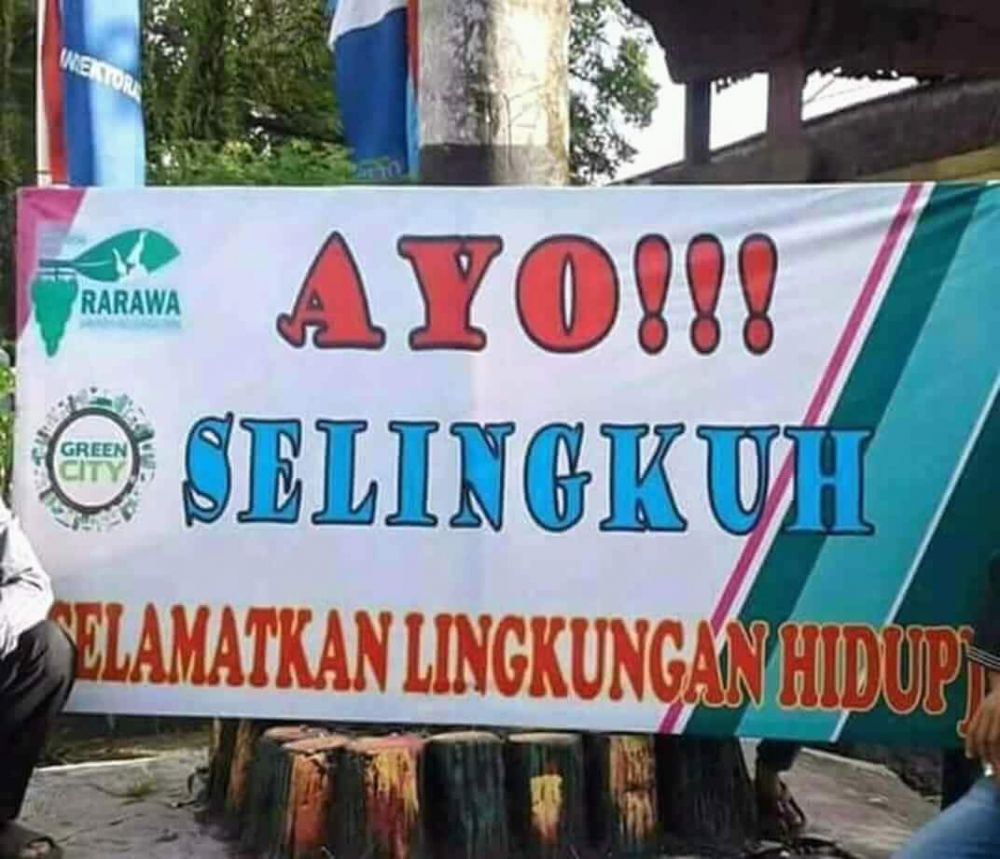 AYO!!!
RARAWA
GREEN
CITY
SELINGKUH
SELAMATKAN LINGKUNGAN HIDUP)